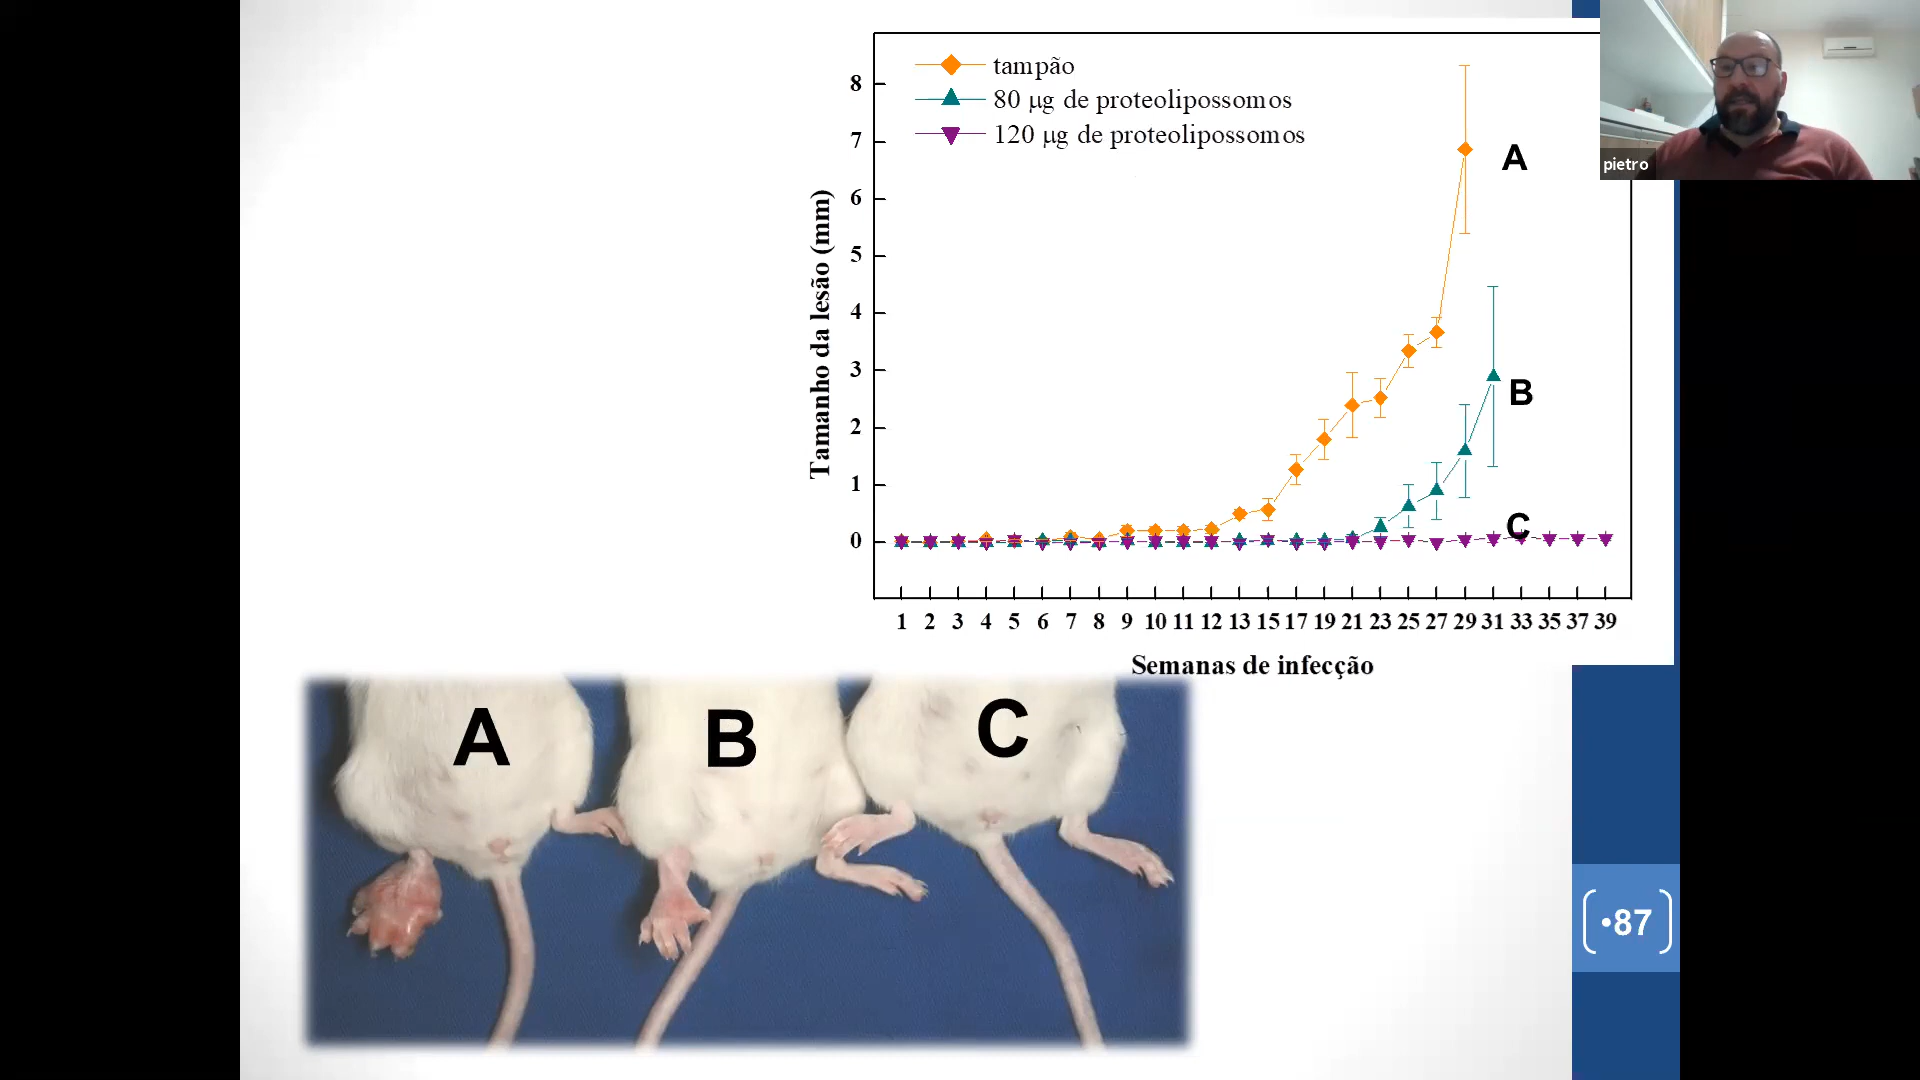 tampão
80 μg de proteolipossomos
120 μg de proteolipossomos
8
7
6
5
4
3
2
1
0
Tamanho da lesão (mm)
A
B
C
1 2 3 4 5 6 7 8 9 10 11 12 13 15 17 19 21 23 25 27 29 31 33 35 37 39
Semanas de infecção
A B C
•87
pietro